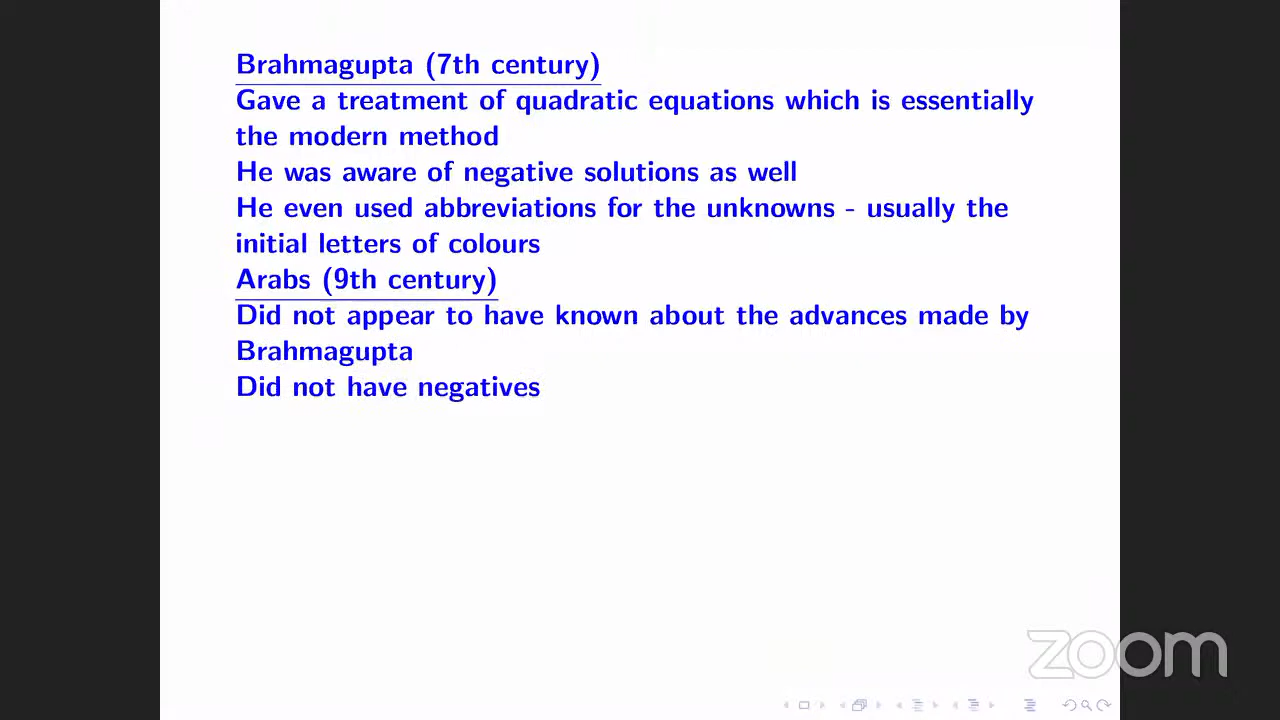 Brahmagupta (7th century)
Gave a treatment of quadratic equations which is essentially
the modern method
He was aware of negative solutions as well
He even used abbreviations for the unknowns - usually the
initial letters of colours
Arabs (9th century)
Did not appear to have known about the advances made by
Brahmagupta
Did not have negatives
zoom